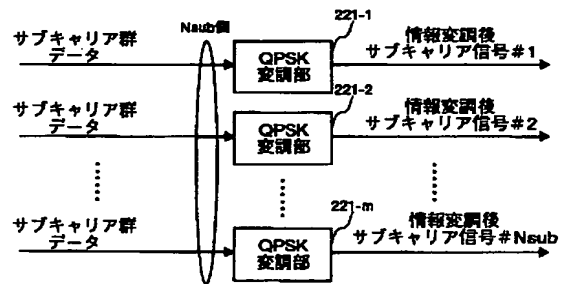 サブキャリア群
データ
Nsub個
QPSK
変調部
221-1
情報変調後
サブキャリア信号#1
サブキャリア群
データ
QPSK
変調部
221-2
情報変調後
サブキャリア信号#2
サブキャリア群
データ
QPSK
変調部
221-m
情報変調後
サブキャリア信号#Nsub